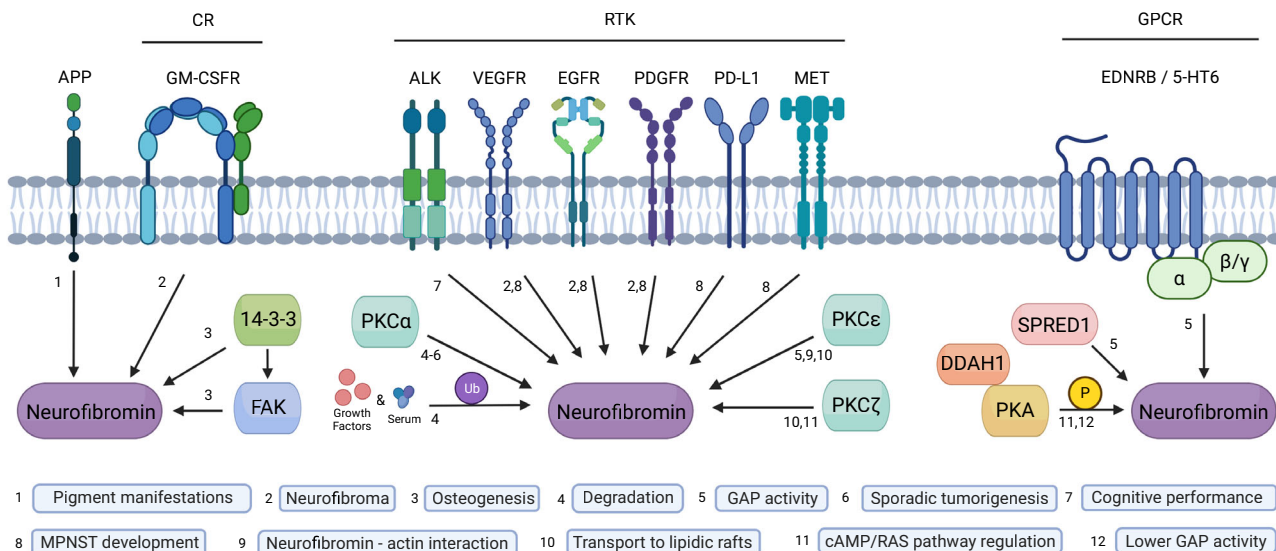 CR
RTK
GPCR
APP
GM-CSFR
ALK
VEGFR
EGFR
PDGFR
PD-L1
MET
EDNRB / 5-HT6
α
β/γ
1
2
7
2,8
2,8
2,8
8
8
5
14-3-3
3
3
FAK
Neurofibromin
PKCα
4-6
Growth
Factors
&
Serum
Ub
4
Neurofibromin
PKCε
5,9,10
PKCζ
10,11
SPRED1
5
DDAH1
PKA
P
11,12
Neurofibromin
1 Pigment manifestations 2 Neurofibroma 3 Osteogenesis 4 Degradation 5 GAP activity 6 Sporadic tumorigenesis 7 Cognitive performance
8 MPNST development 9 Neurofibromin - actin interaction 10 Transport to lipidic rafts 11 cAMP/RAS pathway regulation 12 Lower GAP activity